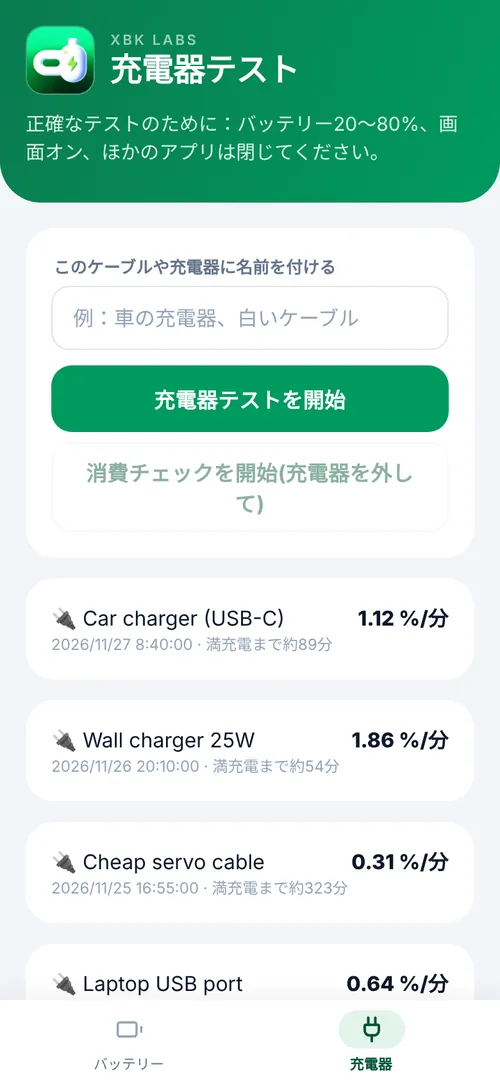 XBK LABS
充電器テスト
正確なテストのために：バッテリー20〜80%、画
面オン、ほかのアプリは閉じてください。
このケーブルや充電器に名前を付ける
例：車の充電器、白いケーブル
充電器テストを開始
消費チェックを開始(充電器を外し
て)
Car charger (USB-C) 1.12 %/分
2026/11/27 8:40:00 · 満充電まで約89分
Wall charger 25W 1.86 %/分
2026/11/26 20:10:00 · 満充電まで約54分
Cheap servo cable 0.31 %/分
2026/11/25 16:55:00 · 満充電まで約323分
Laptop USB port 0.64 %/分
バッテリー 充電器